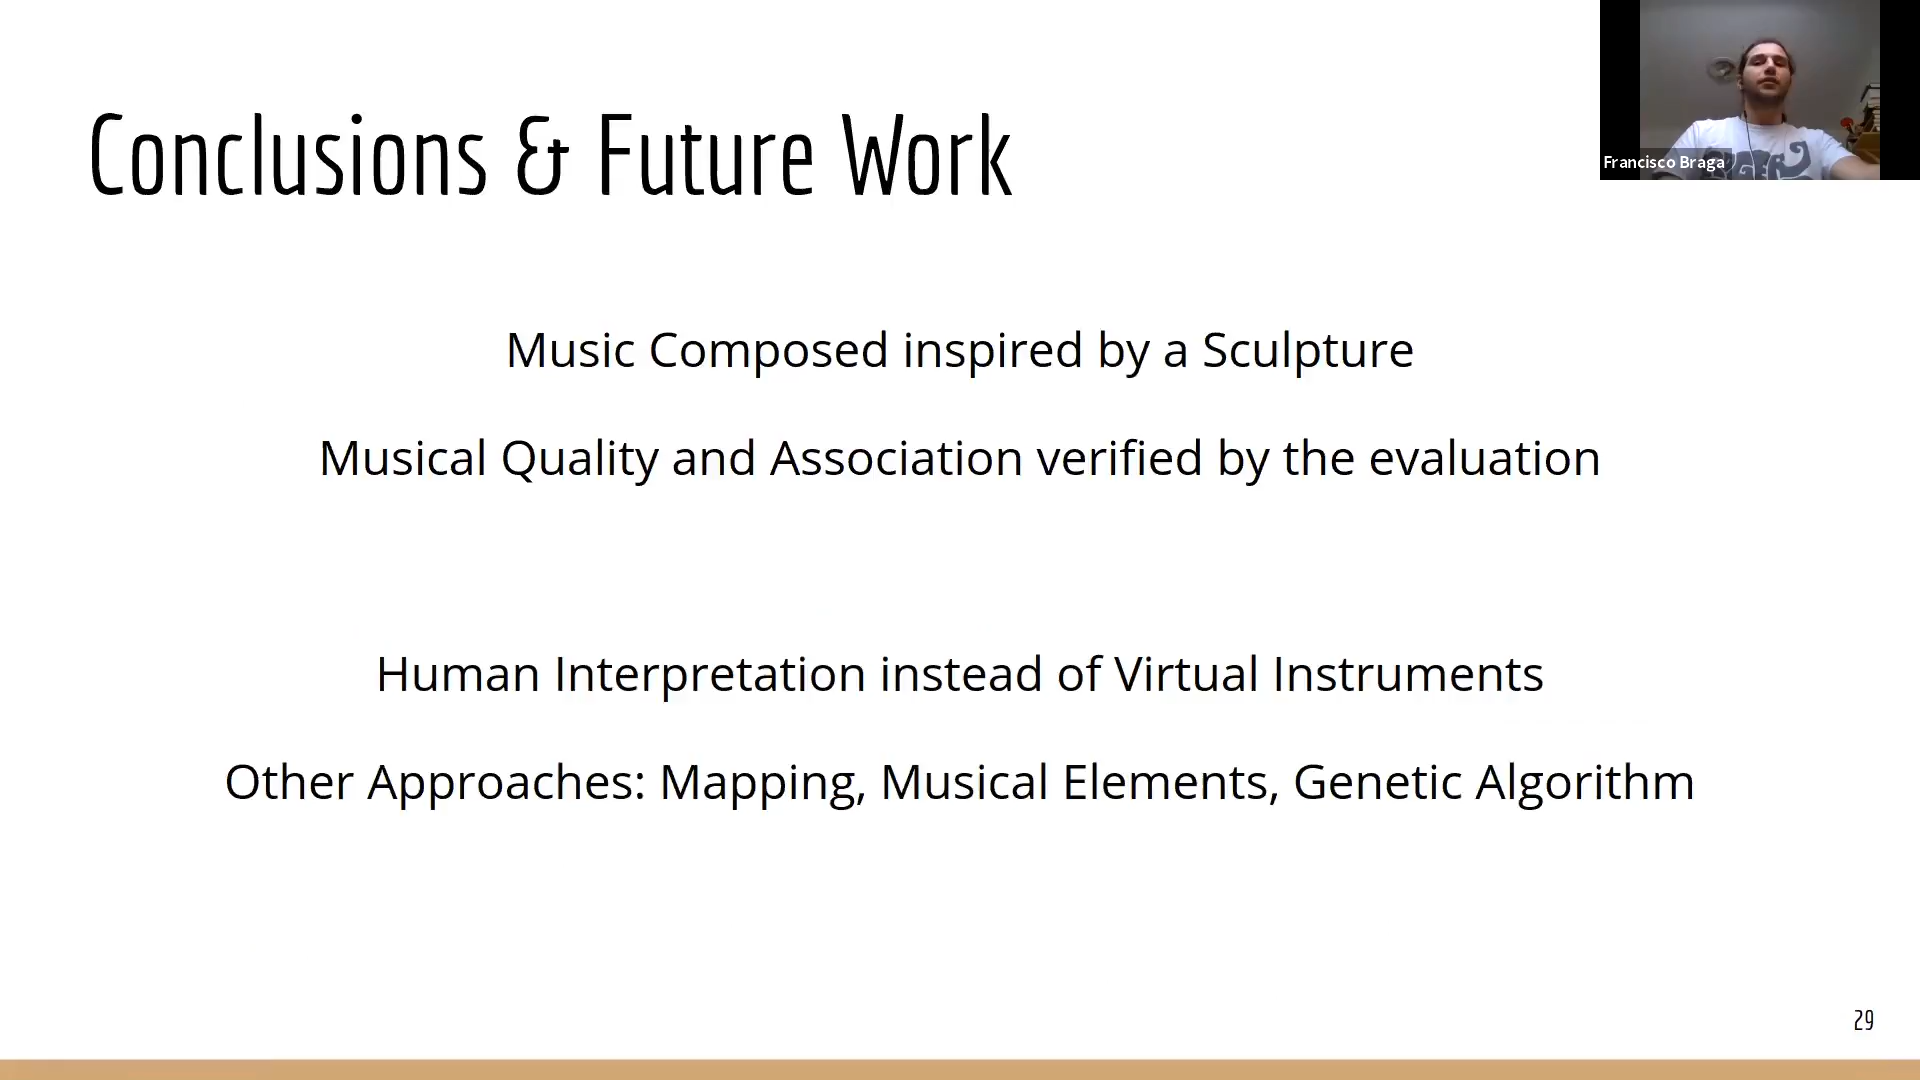 Conclusions & Future Work
Francisco Braga
Music Composed inspired by a Sculpture
Musical Quality and Association verified by the evaluation
Human Interpretation instead of Virtual Instruments
Other Approaches: Mapping, Musical Elements, Genetic Algorithm
29